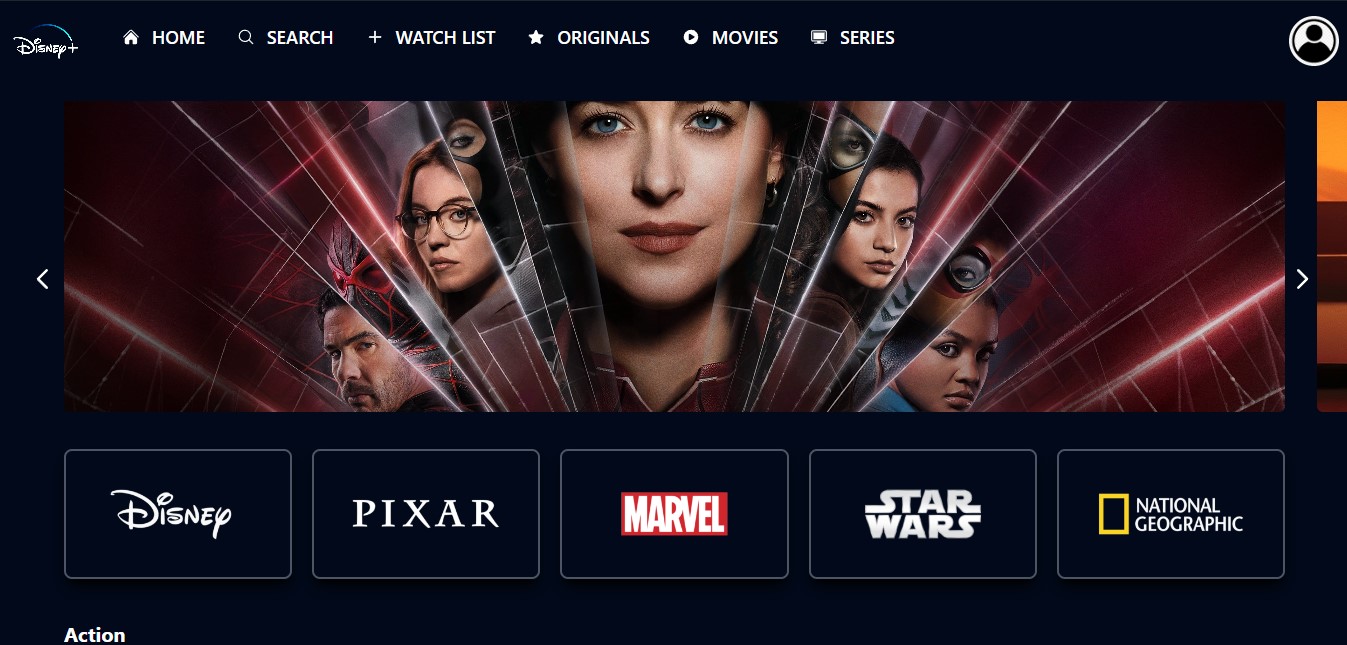 Disney+
HOME
SEARCH
WATCH LIST
ORIGINALS
MOVIES
SERIES
Disney
PIXAR
MARVEL
STAR
WARS
NATIONAL
GEOGRAPHIC
Action